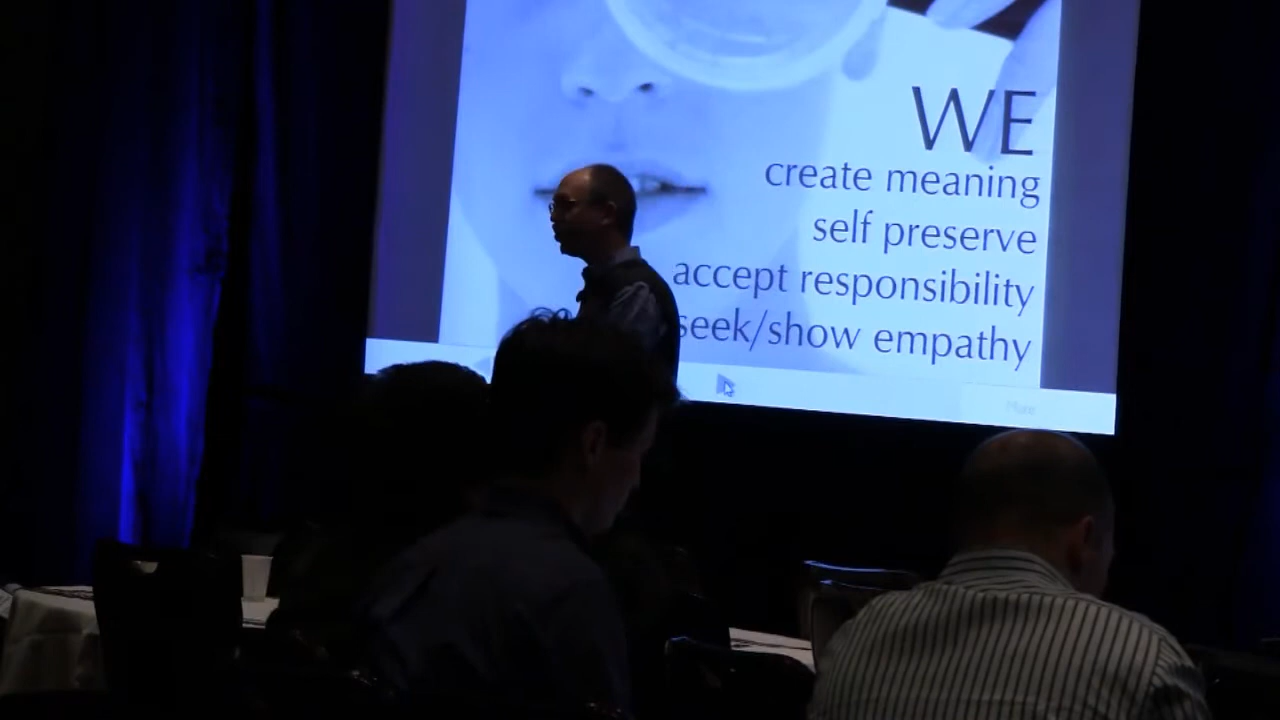 WE
create meaning
self preserve
accept responsibility
seek/show empathy